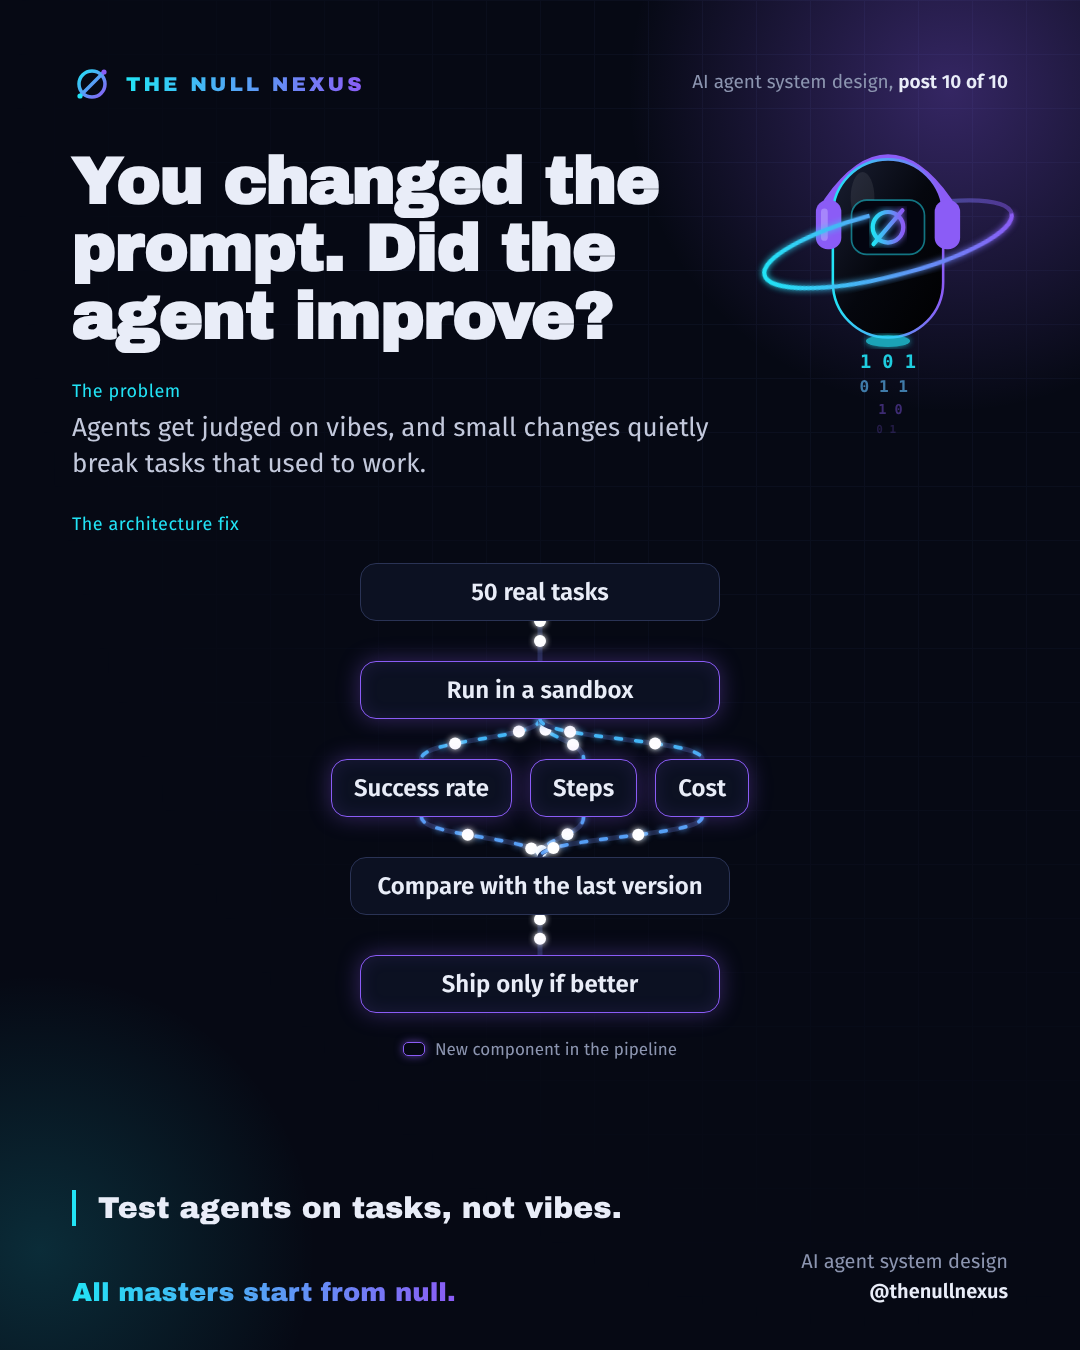 THE NULL NEXUS
AI agent system design, post 10 of 10
You changed the
prompt. Did the
agent improve?
The problem
Agents get judged on vibes, and small changes quietly
break tasks that used to work.
The architecture fix
1 0 1
0 1 1
1 0
0 1
50 real tasks
Run in a sandbox
Success rate
Steps
Cost
Compare with the last version
Ship only if better
New component in the pipeline
Test agents on tasks, not vibes.
All masters start from null.
AI agent system design
@thenullnexus